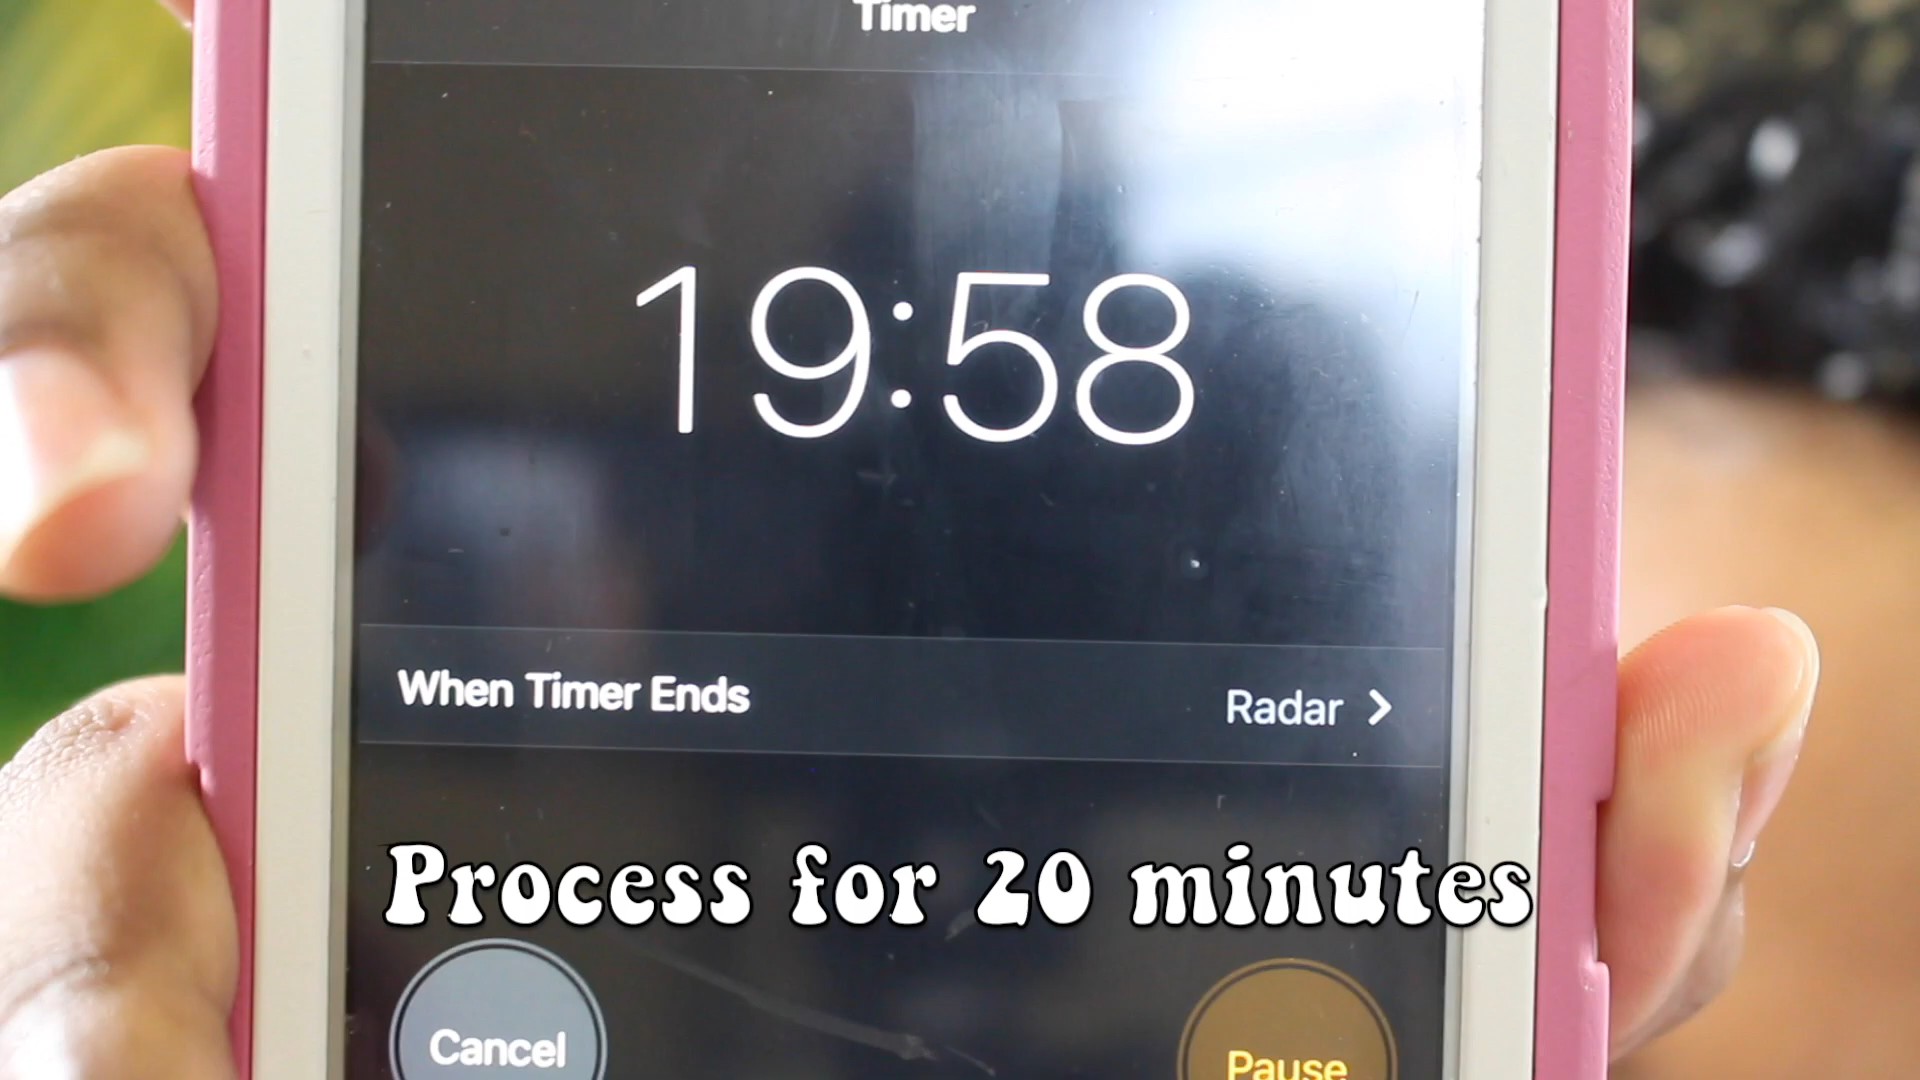 Timer
19:58
When Timer Ends
Radar >
Process for 20 minutes
Cancel
Pause